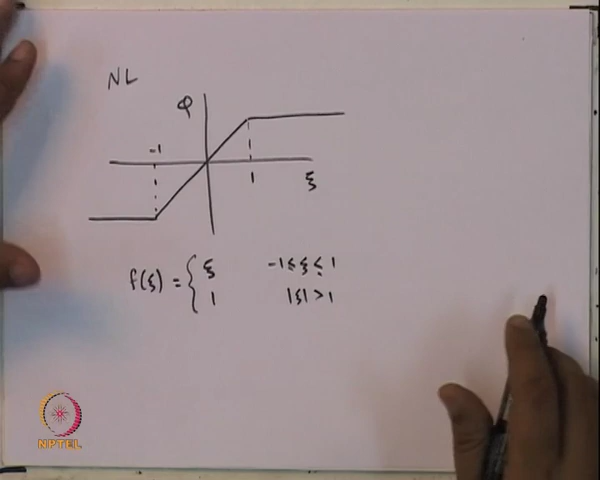 NL
φ
-1
1
ξ
f(ξ) = { ξ -1 ≤ ξ ≤ 1
1 |ξ| > 1
NPTEL